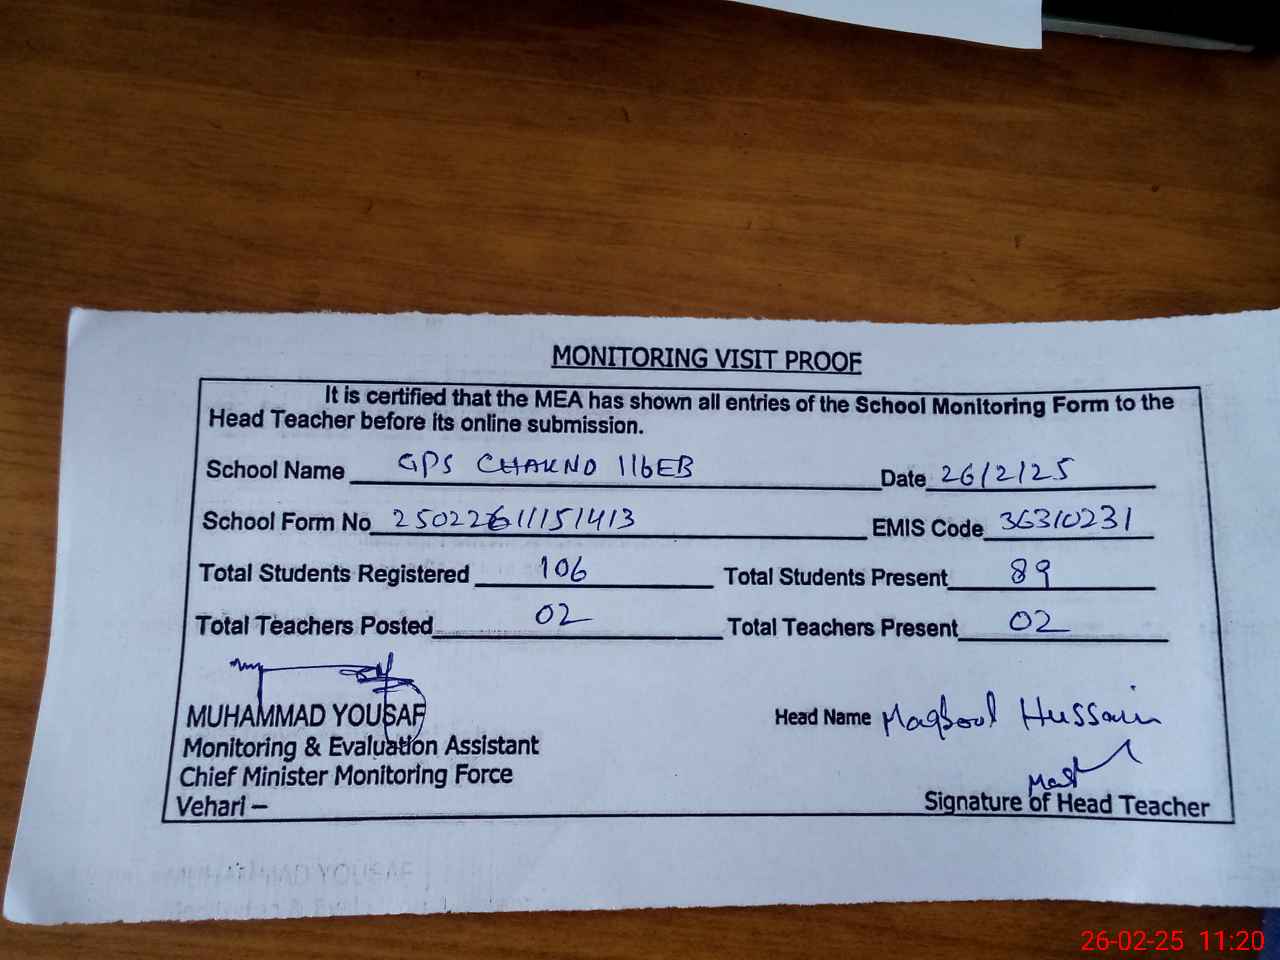 MONITORING VISIT PROOF
It is certified that the MEA has shown all entries of the School Monitoring Form to the
Head Teacher before its online submission.
School Name GPS CHAKNO 116EB Date 26/2/25
School Form No 25022611151413 EMIS Code 36310231
Total Students Registered 106 Total Students Present 89
Total Teachers Posted 02 Total Teachers Present 02
MUHAMMAD YOUSAF
Head Name Maqbool Hussain
Monitoring & Evaluation Assistant
Chief Minister Monitoring Force
Vehari –
Signature of Head Teacher
26-02-25 11:20